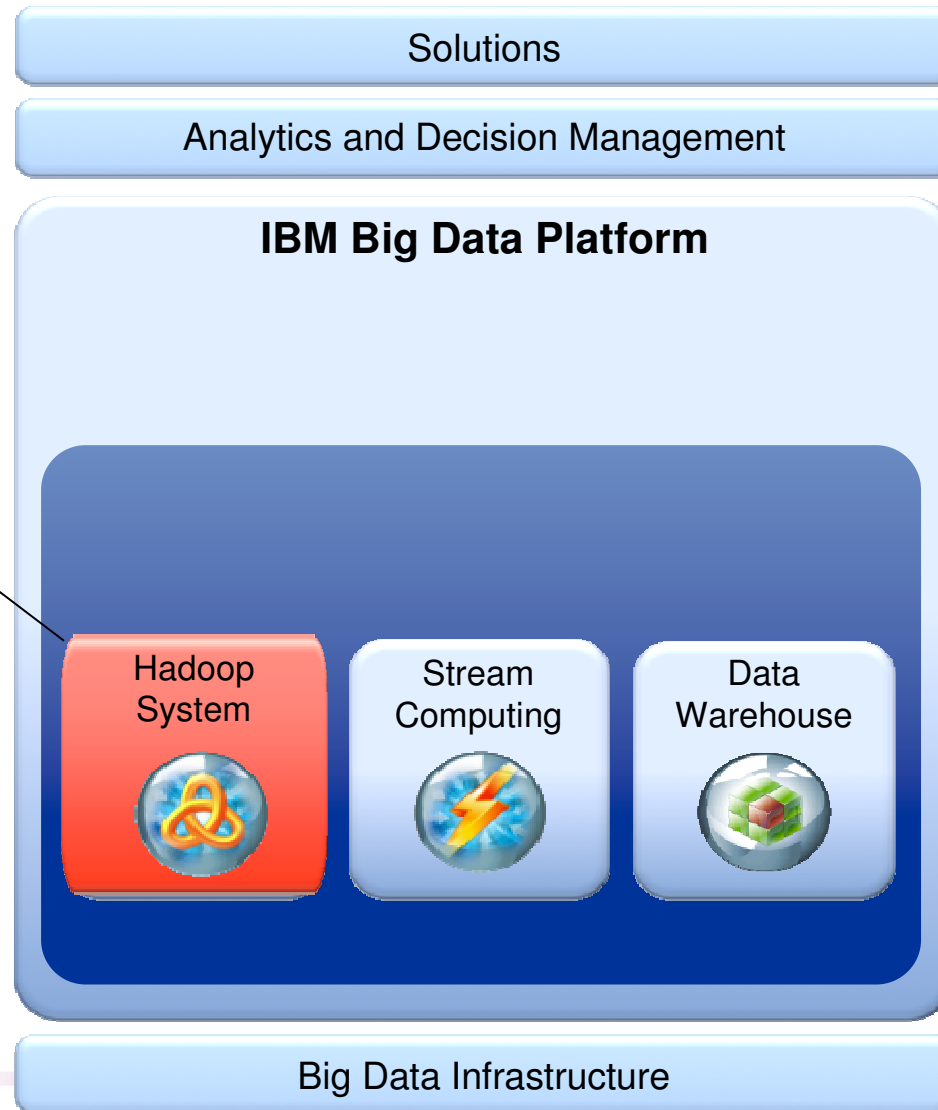 Solutions
Analytics and Decision Management
IBM Big Data Platform
Hadoop
System
Stream
Computing
Data
Warehouse
Big Data Infrastructure